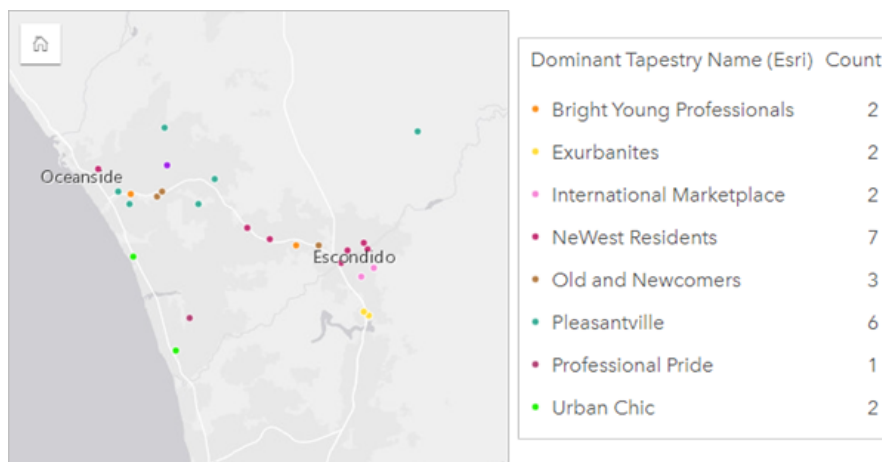 Oceanside
Escondido
Dominant Tapestry Name (Esri) Count
Bright Young Professionals 2
Exurbanites 2
International Marketplace 2
NeWest Residents 7
Old and Newcomers 3
Pleasantville 6
Professional Pride 1
Urban Chic 2